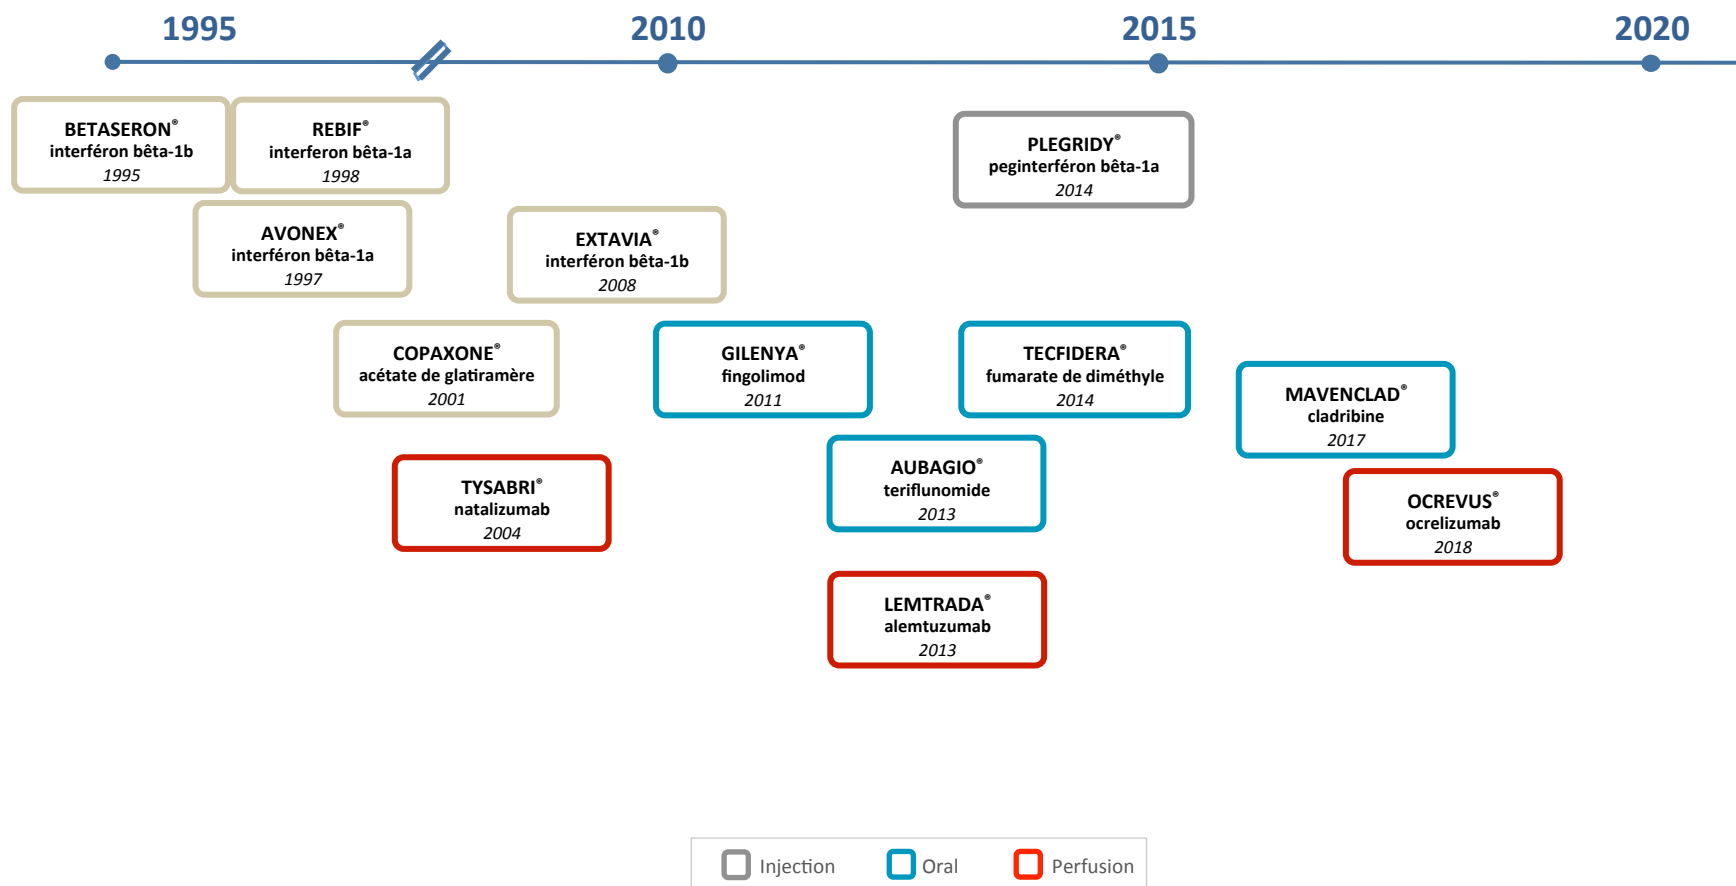 1995
2010
2015
2020
BETASERON®
interféron bêta-1b
1995
REBIF®
interferon bêta-1a
1998
PLEGRIDY®
peginterféron bêta-1a
2014
AVONEX®
interféron bêta-1a
1997
EXTAVIA®
interféron bêta-1b
2008
COPAXONE®
acétate de glatiramère
2001
GILENYA®
fingolimod
2011
TECFIDERA®
fumarate de diméthyle
2014
MAVENCLAD®
cladribine
2017
TYSABRI®
natalizumab
2004
AUBAGIO®
teriflunomide
2013
OCREVUS®
ocrelizumab
2018
LEMTRADA®
alemtuzumab
2013
Injection
Oral
Perfusion